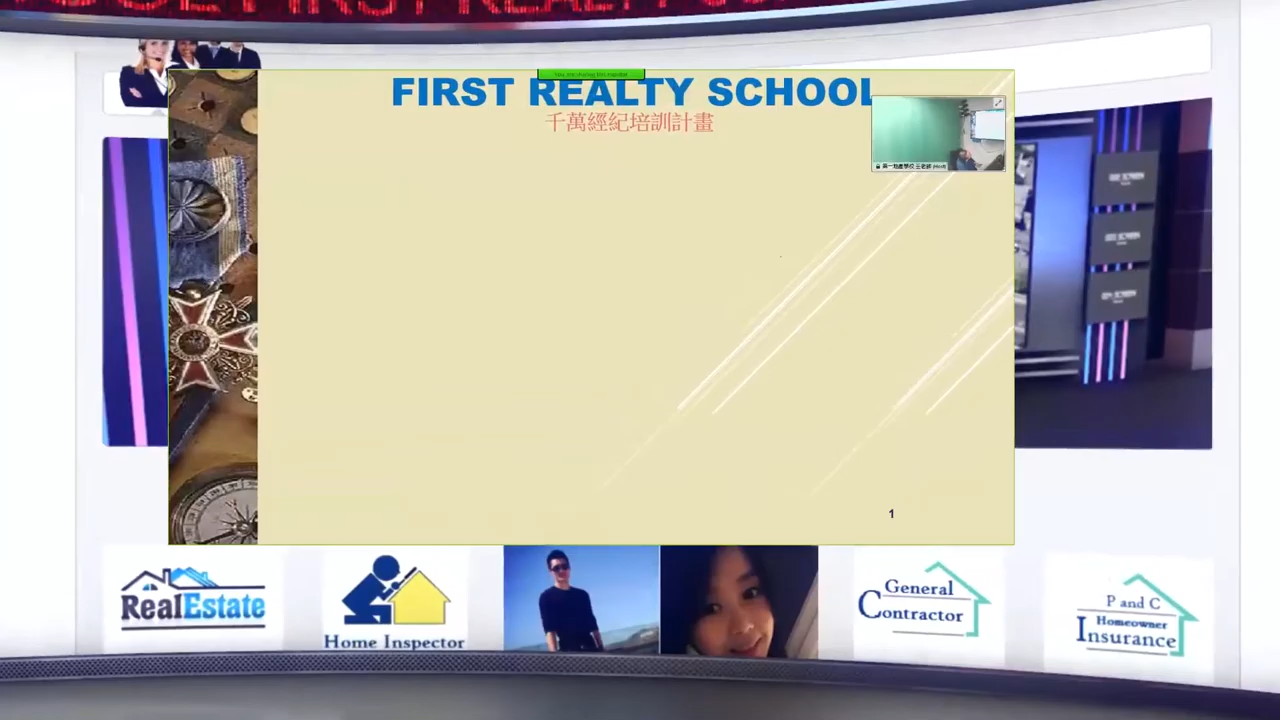 FIRST REALTY SCHOOL
千萬經紀培訓計畫
1
RealEstate
Home Inspector
General
Contractor
P and C
Homeowner
Insurance